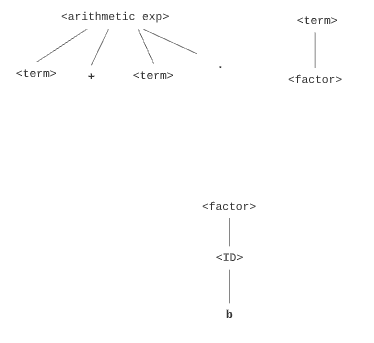 <arithmetic exp>
<term>
<term> + <term> .
<factor>
<factor>
<ID>
b